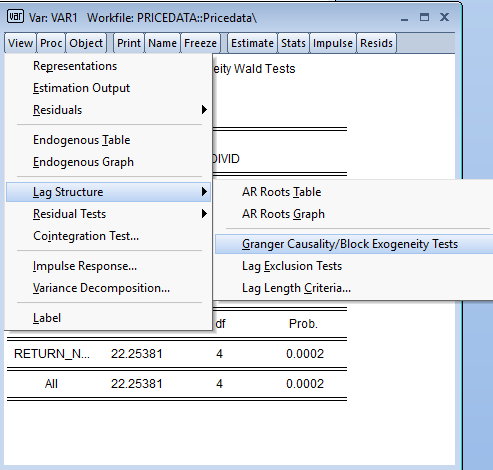 var Var: VAR1 Workfile: PRICEDATA::Pricedata\
View Proc Object Print Name Freeze Estimate Stats Impulse Resids
Representations
eity Wald Tests
Estimation Output
Residuals
Endogenous Table
DIVID
Endogenous Graph
Lag Structure
AR Roots Table
Residual Tests
AR Roots Graph
Cointegration Test...
Granger Causality/Block Exogeneity Tests
Impulse Response...
Lag Exclusion Tests
Variance Decomposition...
Lag Length Criteria...
Label
df Prob.
RETURN_N... 22.25381 4 0.0002
All 22.25381 4 0.0002